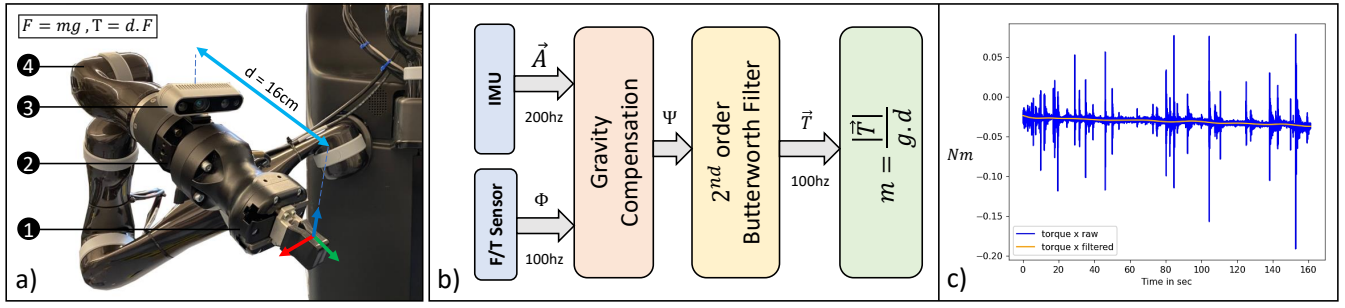 F = mg , T = d.F
4
3
2
1
d = 16cm
a)
b)
IMU
A⃗
200hz
F/T Sensor
Φ
100hz
Gravity
Compensation
Ψ
2nd order
Butterworth Filter
T⃗
100hz
m = |T⃗| / g.d
c)
Nm
0.05
0.00
−0.05
−0.10
−0.15
−0.20
torque x raw
torque x filtered
0 20 40 60 80 100 120 140 160
Time in sec